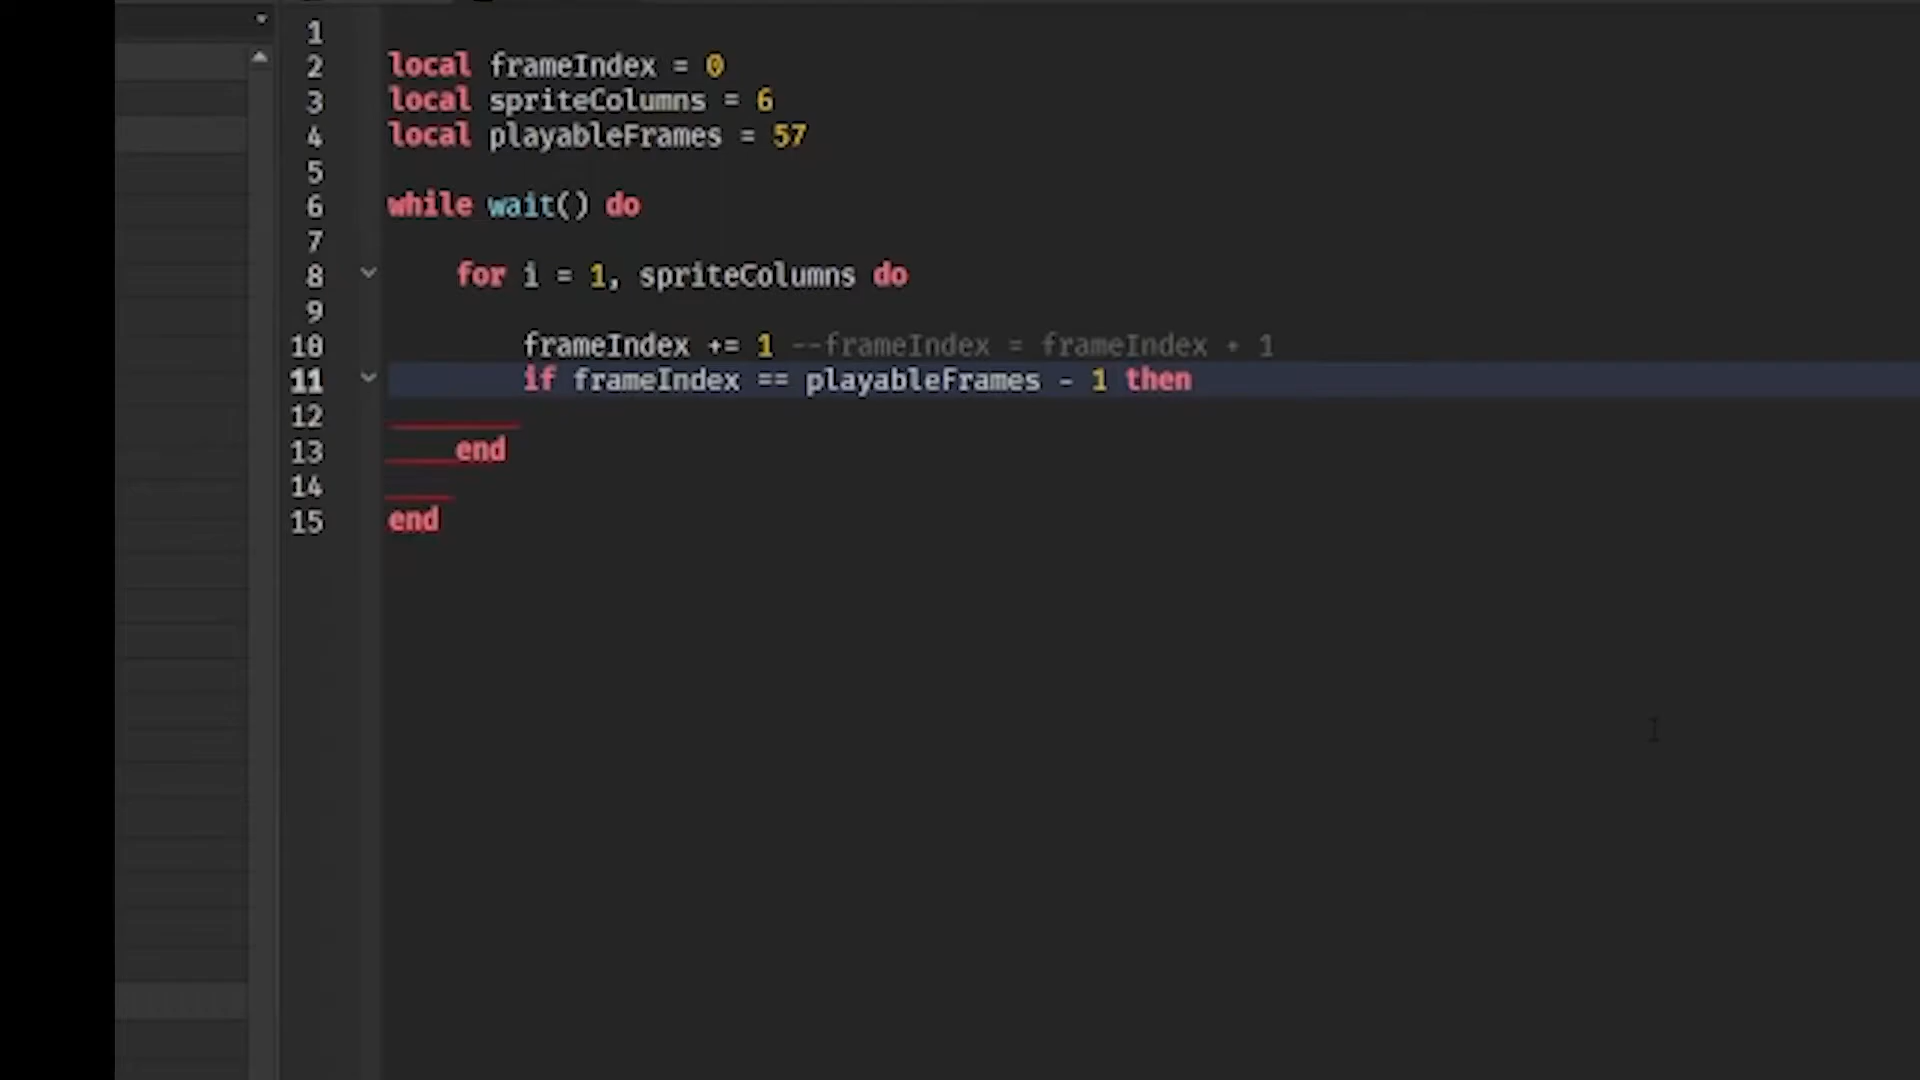 1
2 local frameIndex = 0
3 local spriteColumns = 6
4 local playableFrames = 57
5
6 while wait() do
7
8 for i = 1, spriteColumns do
9
10 frameIndex += 1 --frameIndex = frameIndex + 1
11 if frameIndex == playableFrames - 1 then
12
13 end
14
15 end